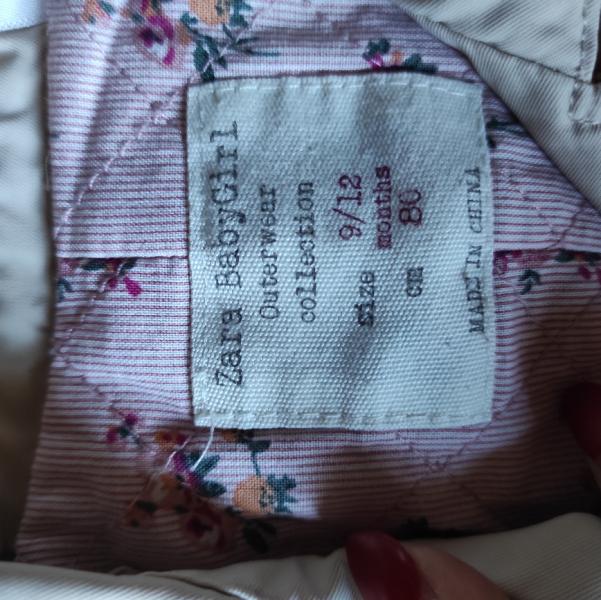 Zara BabyGirl
Outerwear
collection
size 9/12
months
cm 80
MADE IN CHINA